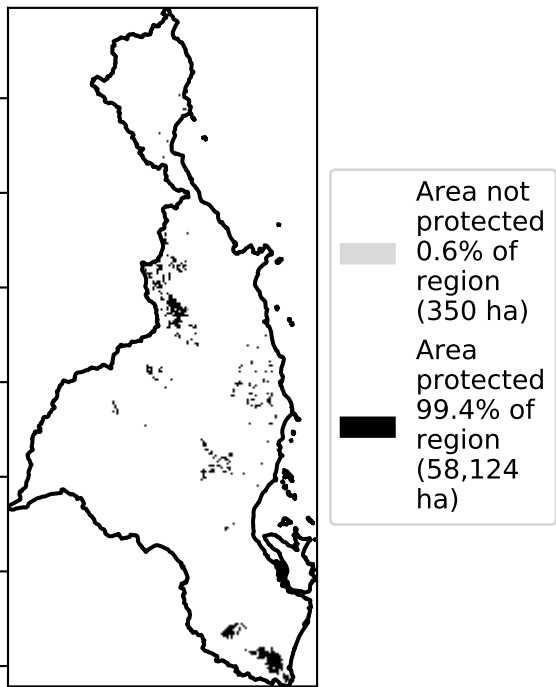 Area not
protected
0.6% of
region
(350 ha)
Area
protected
99.4% of
region
(58,124
ha)